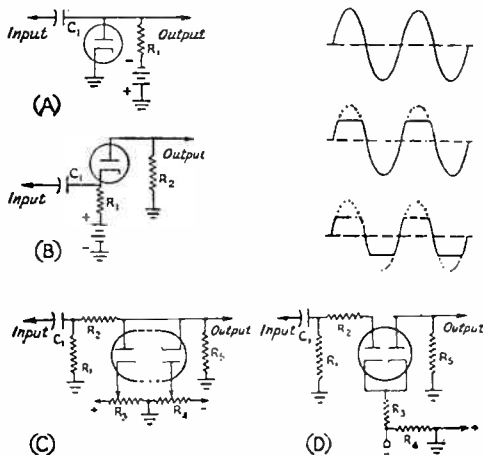 Input C₁ R₁ Output
- +
(A)
Output
Input C₁ R₁ R₂
+ -
(B)
Input C₁ R₂ Output
R₁ R₅
+ R₃ R₄ -
(C)
Input C₁ R₂ Output
R₁ R₅
R₃
R₄ +
(D)